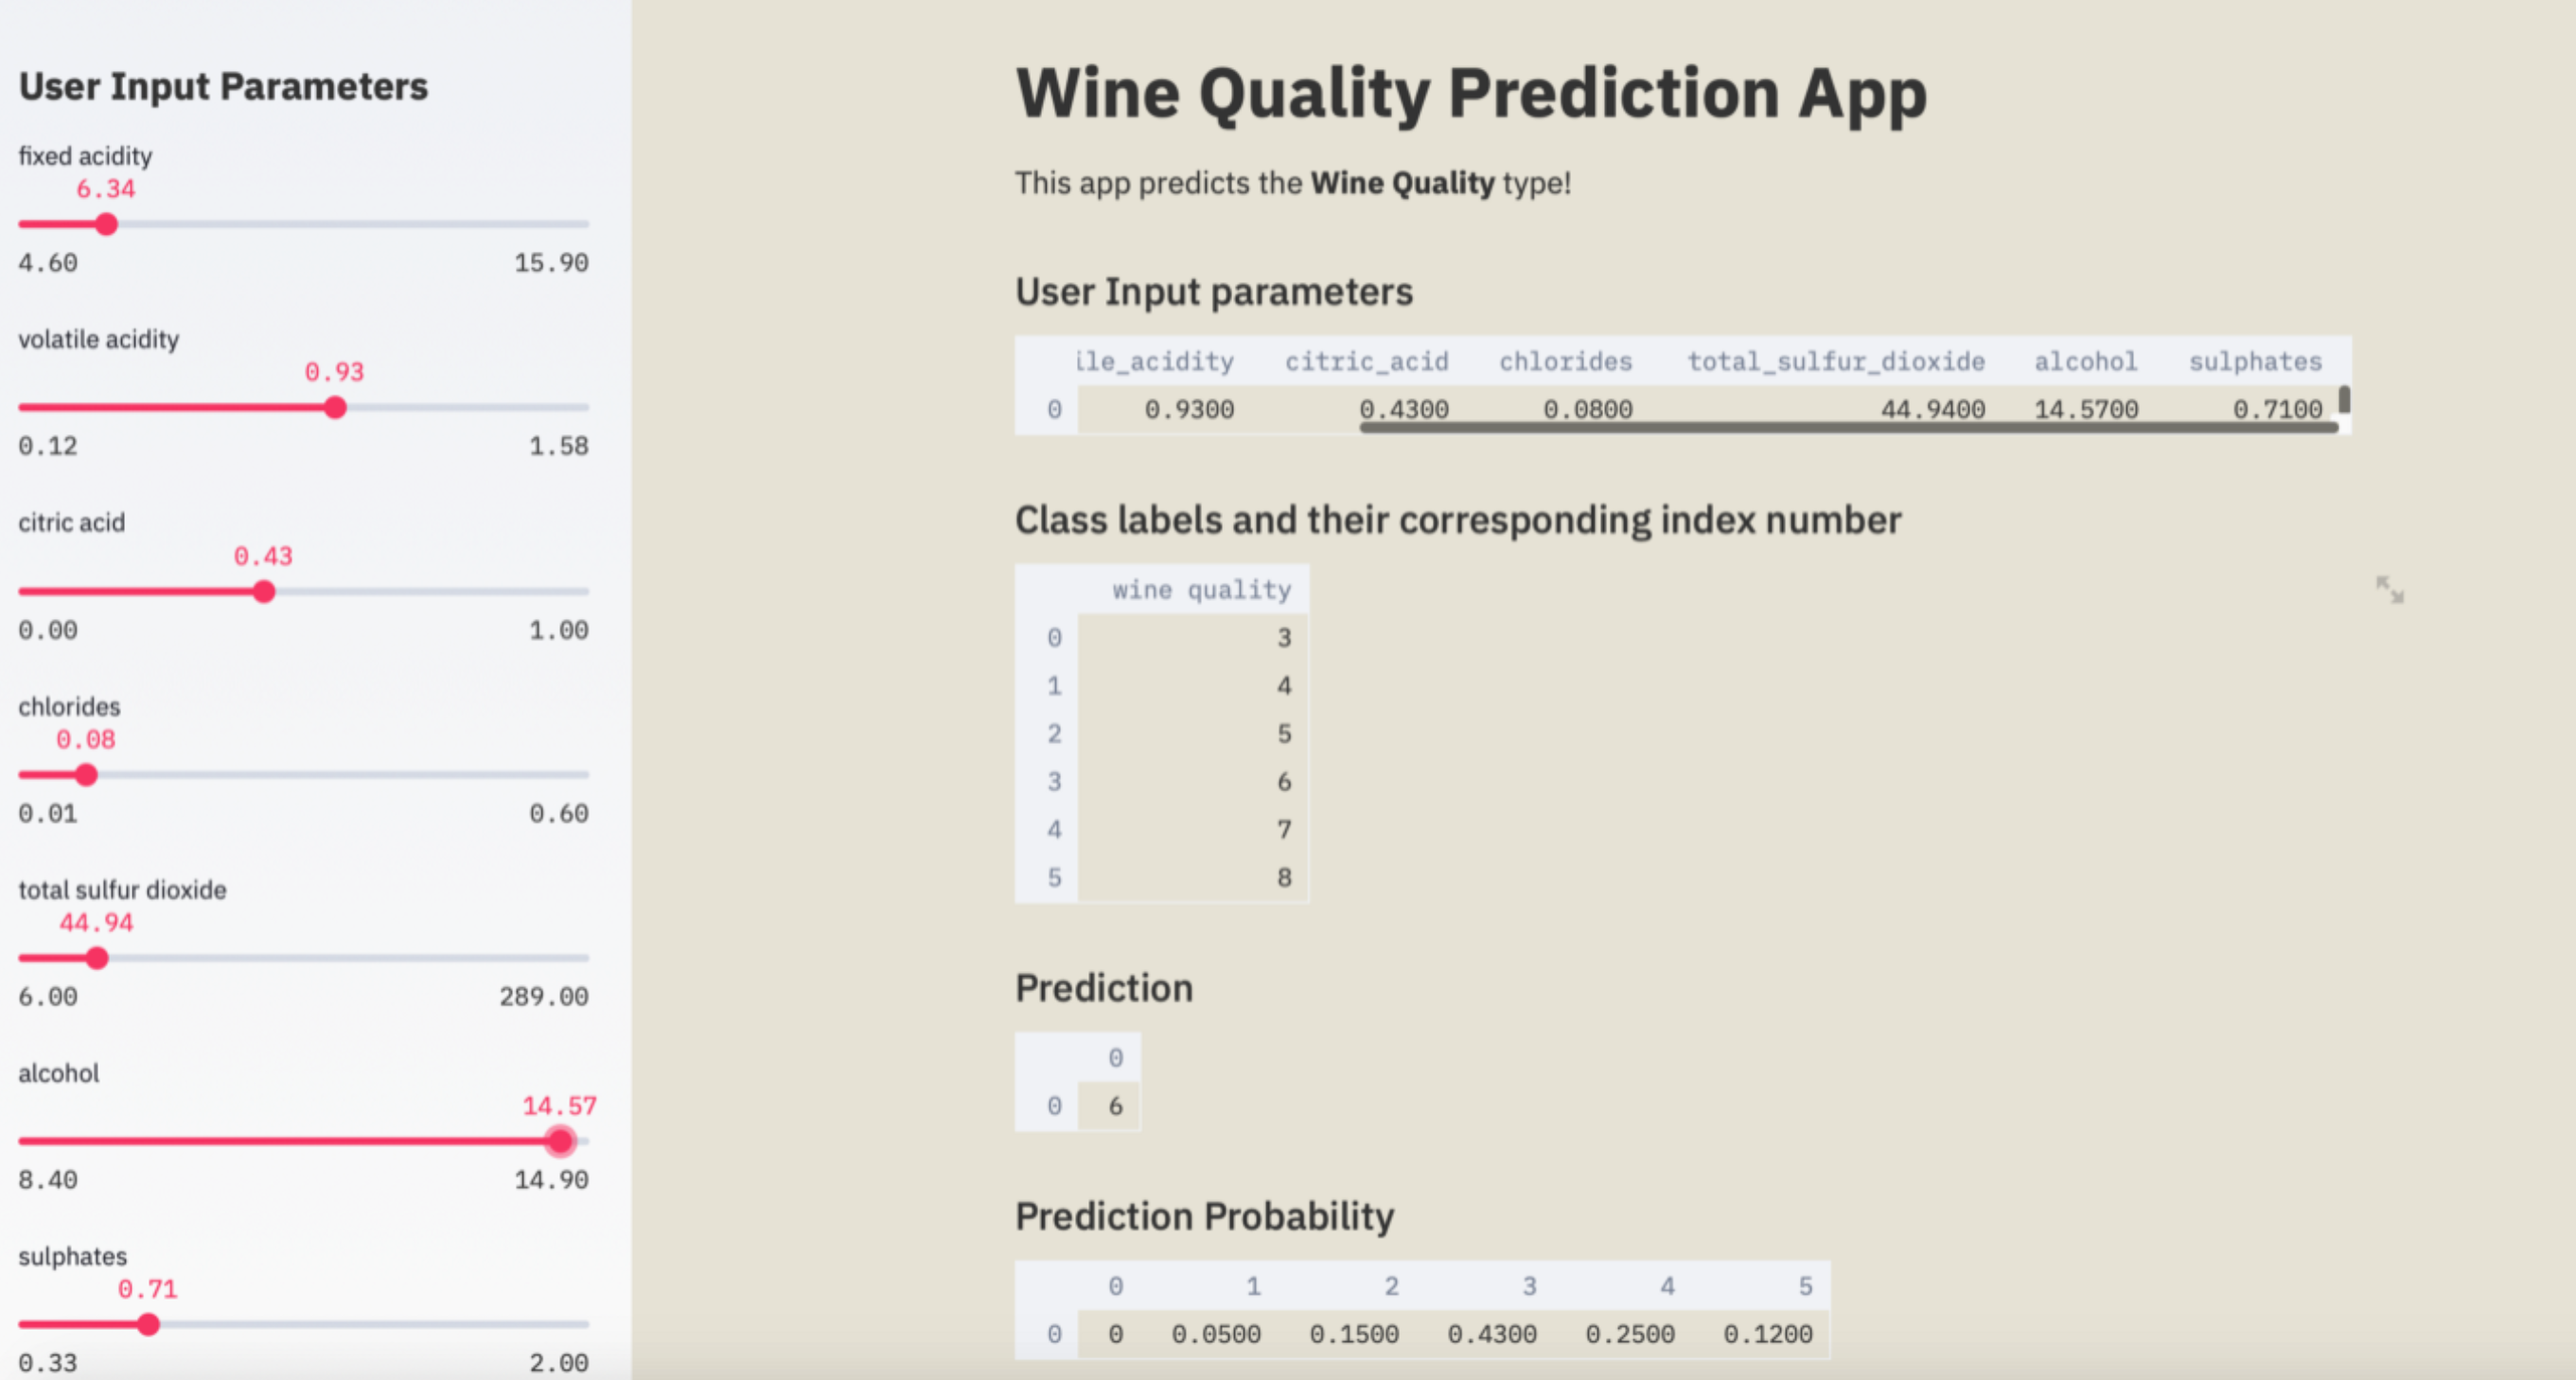 User Input Parameters
fixed acidity
6.34
4.60 15.90
volatile acidity
0.93
0.12 1.58
citric acid
0.43
0.00 1.00
chlorides
0.08
0.01 0.60
total sulfur dioxide
44.94
6.00 289.00
alcohol
14.57
8.40 14.90
sulphates
0.71
0.33 2.00
Wine Quality Prediction App
This app predicts the Wine Quality type!
User Input parameters
ile_acidity citric_acid chlorides total_sulfur_dioxide alcohol sulphates
0 0.9300 0.4300 0.0800 44.9400 14.5700 0.7100
Class labels and their corresponding index number
wine quality
0 3
1 4
2 5
3 6
4 7
5 8
Prediction
0
0 6
Prediction Probability
0 1 2 3 4 5
0 0 0.0500 0.1500 0.4300 0.2500 0.1200